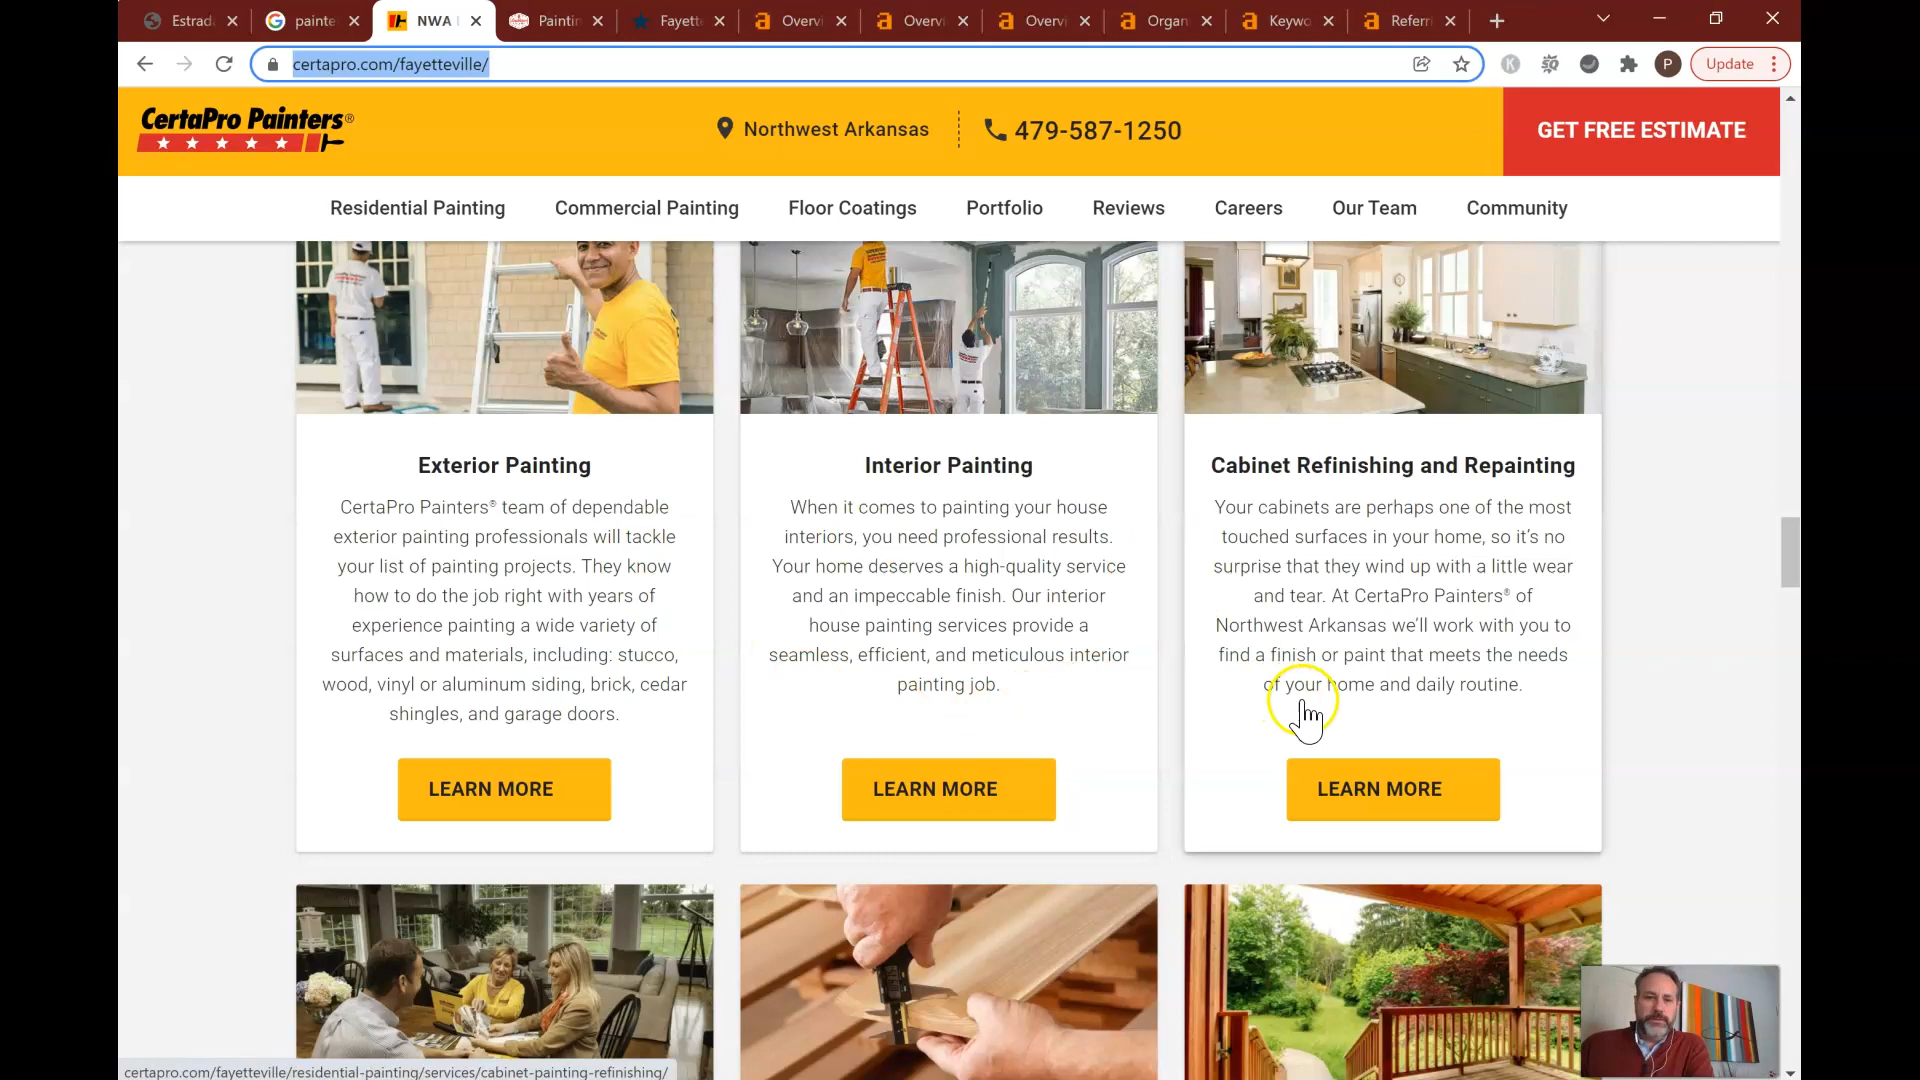 Estrad
painte
NWA
Paintin
Fayett
Overvi
Overvi
Overvi
Organ
Keywo
Referri
certapro.com/fayetteville/
P
Update
CertaPro Painters®
Northwest Arkansas
479-587-1250
GET FREE ESTIMATE
Residential Painting
Commercial Painting
Floor Coatings
Portfolio
Reviews
Careers
Our Team
Community
Exterior Painting
CertaPro Painters® team of dependable
exterior painting professionals will tackle
your list of painting projects. They know
how to do the job right with years of
experience painting a wide variety of
surfaces and materials, including: stucco,
wood, vinyl or aluminum siding, brick, cedar
shingles, and garage doors.
LEARN MORE
Interior Painting
When it comes to painting your house
interiors, you need professional results.
Your home deserves a high-quality service
and an impeccable finish. Our interior
house painting services provide a
seamless, efficient, and meticulous interior
painting job.
LEARN MORE
Cabinet Refinishing and Repainting
Your cabinets are perhaps one of the most
touched surfaces in your home, so it's no
surprise that they wind up with a little wear
and tear. At CertaPro Painters® of
Northwest Arkansas we'll work with you to
find a finish or paint that meets the needs
of your home and daily routine.
LEARN MORE
certapro.com/fayetteville/residential-painting/services/cabinet-painting-refinishing/